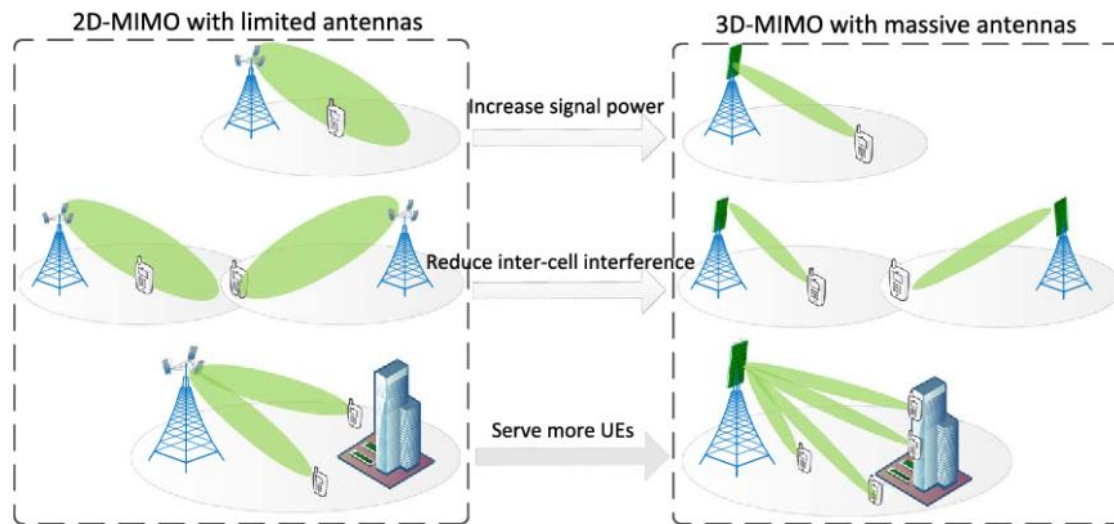 2D-MIMO with limited antennas
3D-MIMO with massive antennas
Increase signal power
Reduce inter-cell interference
Serve more UEs